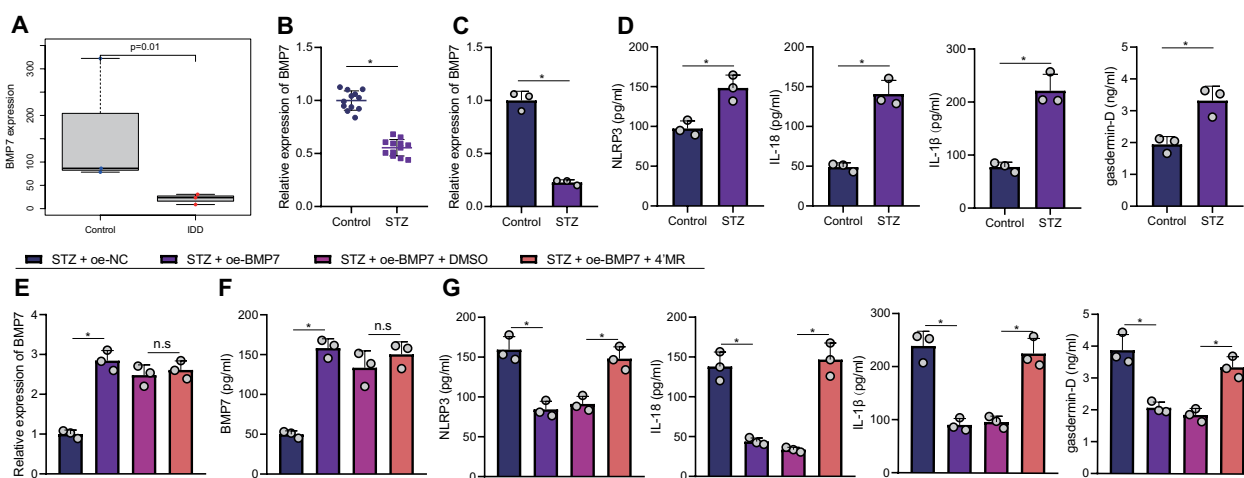 A
p=0.01
BMP7 expression
300
200
100
50
0
Control
IDD
B
Relative expression of BMP7
1.5
1.0
0.5
0.0
*
Control
STZ
C
Relative expression of BMP7
1.5
1.0
0.5
0.0
*
Control
STZ
D
NLRP3 (pg/ml)
200
150
100
50
0
*
Control
STZ
IL-18 (pg/ml)
200
150
100
50
0
*
Control
STZ
IL-1β (pg/ml)
300
200
100
0
*
Control
STZ
gasdermin-D (ng/ml)
5
4
3
2
1
0
*
Control
STZ
STZ + oe-NC
STZ + oe-BMP7
STZ + oe-BMP7 + DMSO
STZ + oe-BMP7 + 4'MR
E
Relative expression of BMP7
4
3
2
1
0
*
n.s
F
BMP7 (pg/ml)
200
150
100
50
0
*
n.s
G
NLRP3 (pg/ml)
200
150
100
50
0
*
*
IL-18 (pg/ml)
200
150
100
50
0
*
*
IL-1β (pg/ml)
300
200
100
0
*
*
gasdermin-D (ng/ml)
5
4
3
2
1
0
*
*